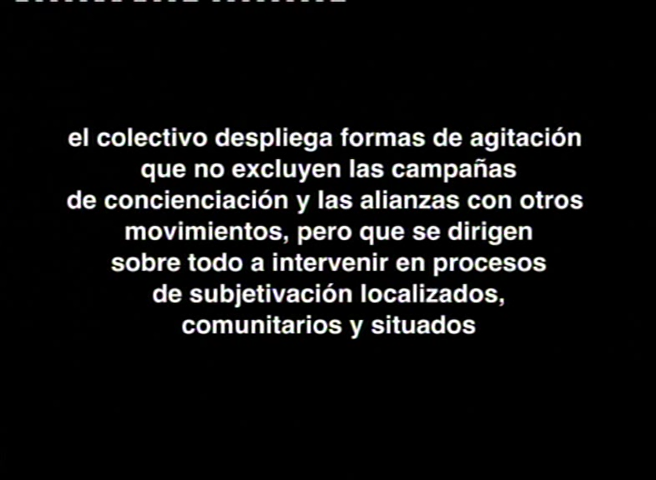 el colectivo despliega formas de agitación
que no excluyen las campañas
de concienciación y las alianzas con otros
movimientos, pero que se dirigen
sobre todo a intervenir en procesos
de subjetivación localizados,
comunitarios y situados